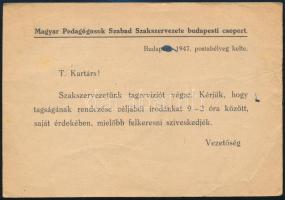 Magyar Pedagógusok Szabad Szakszervezete budapesti csoport.
Budapest 1947. postabélyeg kelte.
T. Kartárs!
Szakszervezetünk tagrevíziót végez. Kérjük, hogy
tagságának rendezése céljából irodánkat 9–2 óra között,
saját érdekében, mielőbb felkeresni szíveskedjék.
Vezetőség